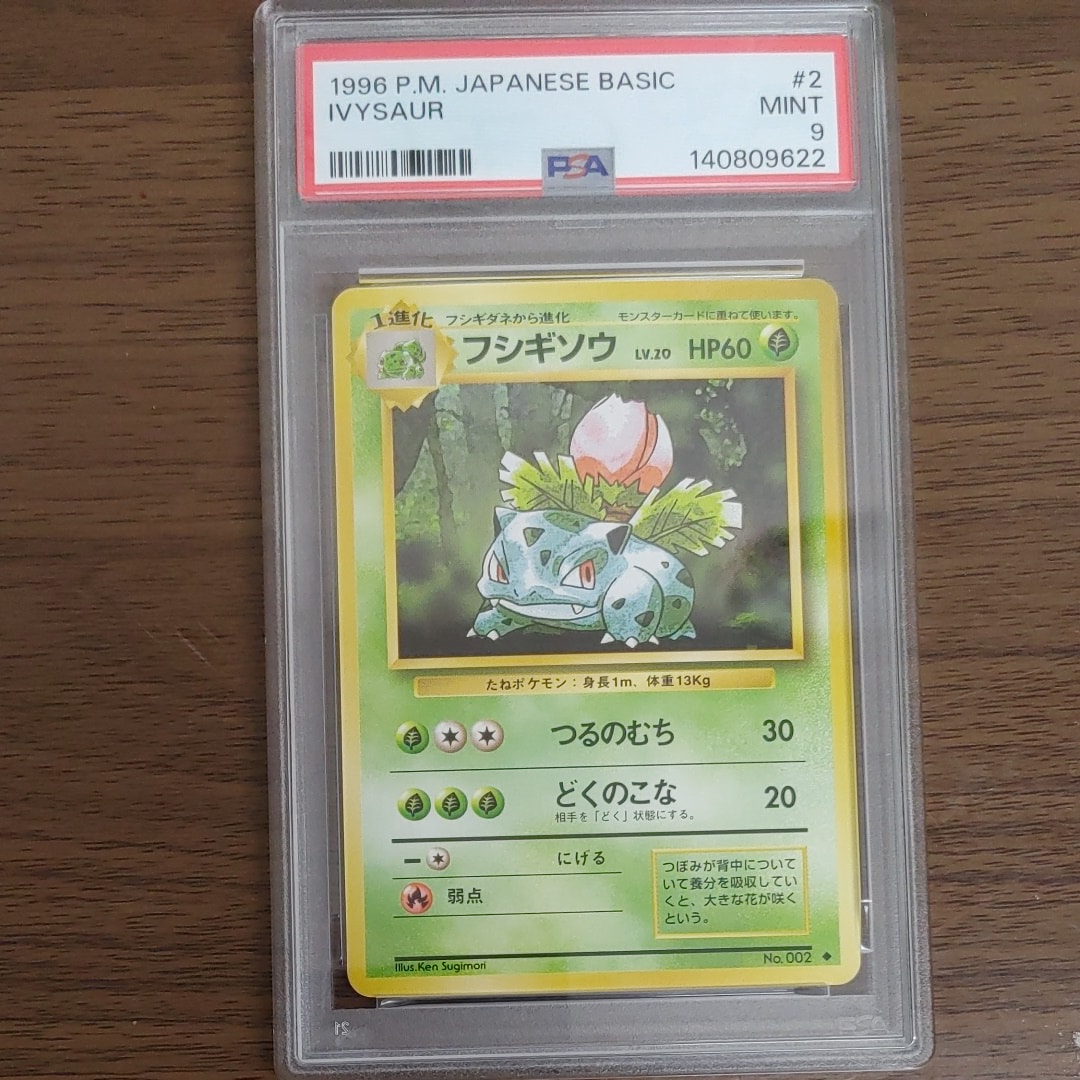 1996 P.M. JAPANESE BASIC #2
IVYSAUR MINT
9
PSA 140809622
1進化 フシギダネから進化 モンスターカードに重ねて使います。
フシギソウ LV.20 HP60
たねポケモン：身長1m、体重13Kg
つるのむち 30
どくのこな 20
相手を「どく」状態にする。
にげる
弱点
つぼみが背中について
いて養分を吸収してい
くと、大きな花が咲く
という。
Illus.Ken Sugimori No. 002
21